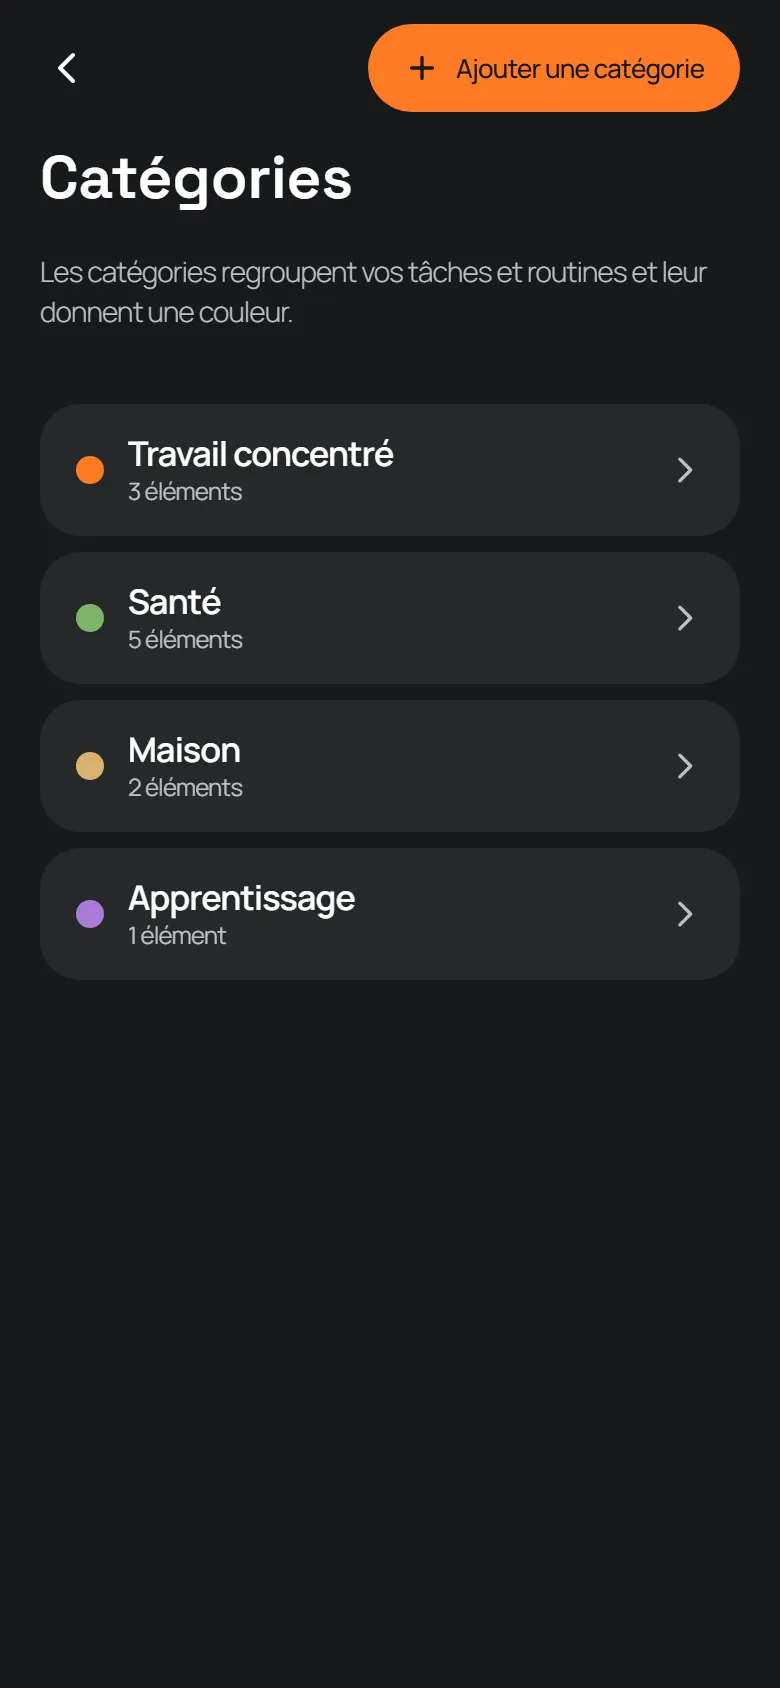 Ajouter une catégorie
Catégories
Les catégories regroupent vos tâches et routines et leur
donnent une couleur.
Travail concentré
3 éléments
Santé
5 éléments
Maison
2 éléments
Apprentissage
1 élément